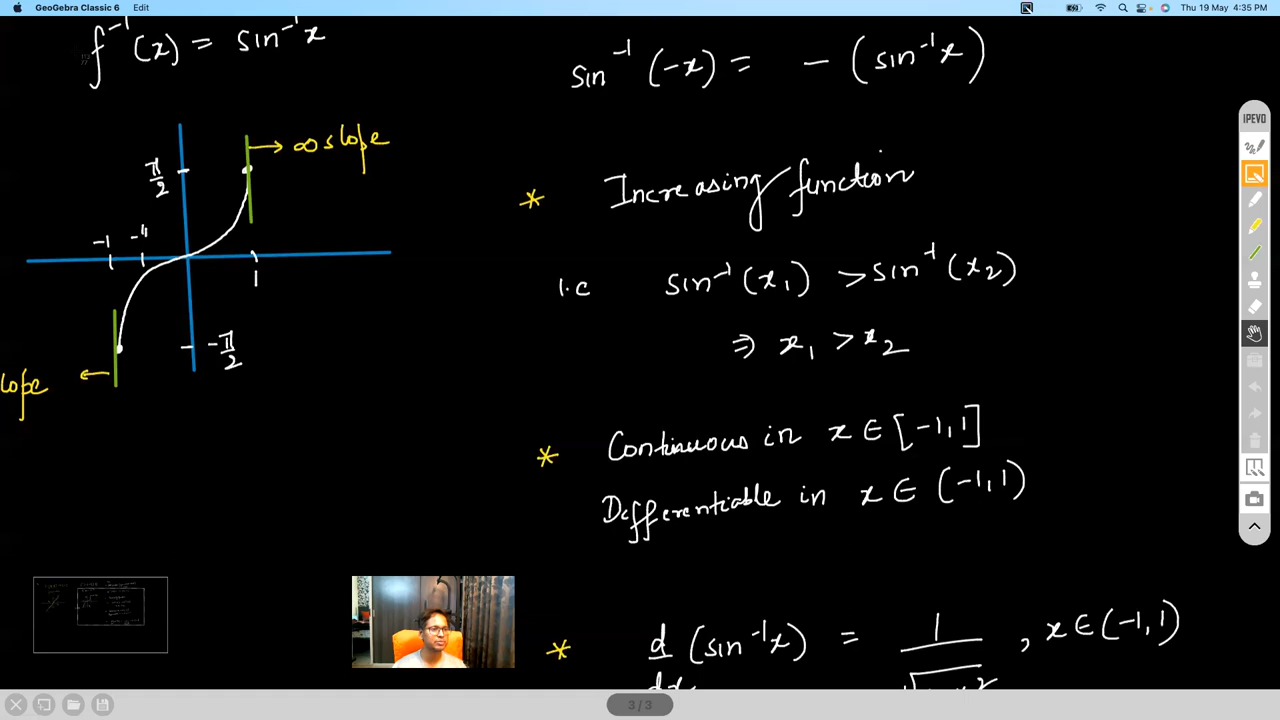 GeoGebra Classic 6 Edit Thu 19 May 4:35 PM
f⁻¹(x) = sin⁻¹x
sin⁻¹(-x) = -(sin⁻¹x)
→ ∞ slope
π/2
-1
1
-π/2
lope ←
* Increasing function
i.e sin⁻¹(x₁) > sin⁻¹(x₂)
⇒ x₁ > x₂
* Continuous in x ∈ [-1, 1]
Differentiable in x ∈ (-1, 1)
* d/dx (sin⁻¹x) = 1/√ , x ∈ (-1, 1)
IPEVO
3 / 3